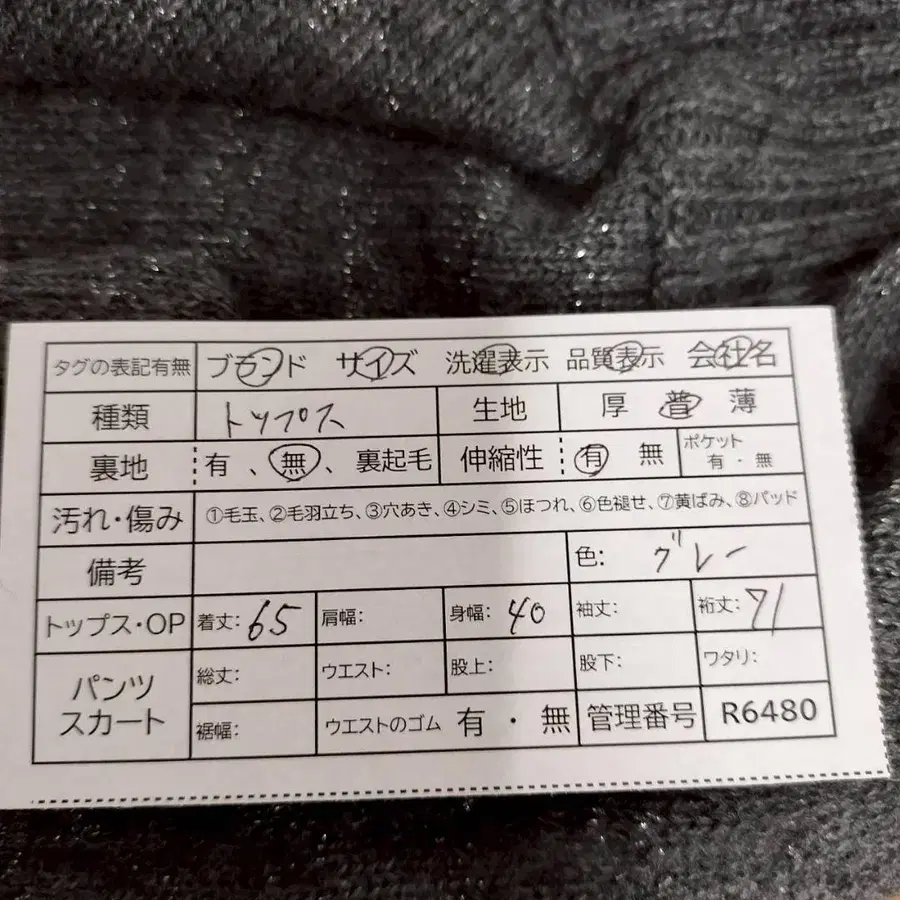 タグの表記有無 ブランド サイズ 洗濯表示 品質表示 会社名
種類 トップス 生地 厚 普 薄
裏地 有 、無、裏起毛 伸縮性 有 無 ポケット 有・無
汚れ・傷み ①毛玉、②毛羽立ち、③穴あき、④シミ、⑤ほつれ、⑥色褪せ、⑦黄ばみ、⑧パッド
備考 色: グレー
トップス・OP 着丈:65 肩幅: 身幅:40 袖丈: 裄丈:71
パンツ スカート 総丈: ウエスト: 股上: 股下: ワタリ:
裾幅: ウエストのゴム 有・無 管理番号 R6480